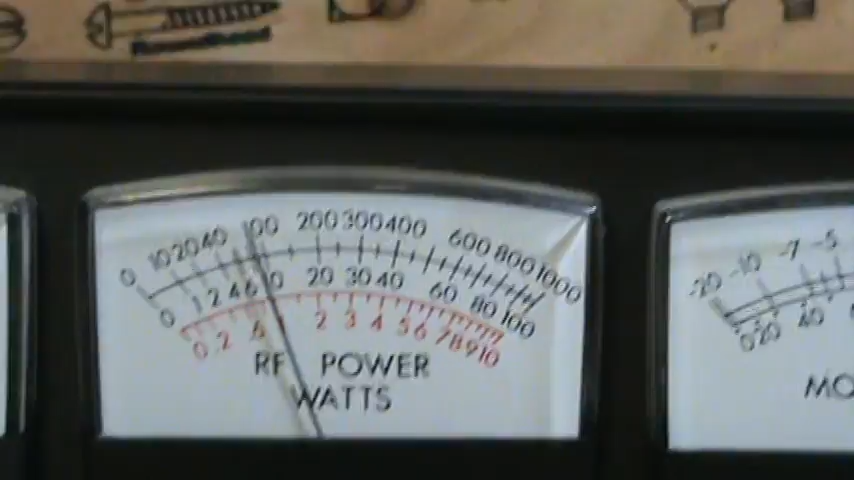 0 10 20 40 100 200 300 400 600 800 1000
0 1 2 4 6 10 20 30 40 60 80 100
0 .2 .6 2 3 4 5 6 7 8 9 10
RF POWER
WATTS
-20 -10 -7 -5
0 20 40
MO